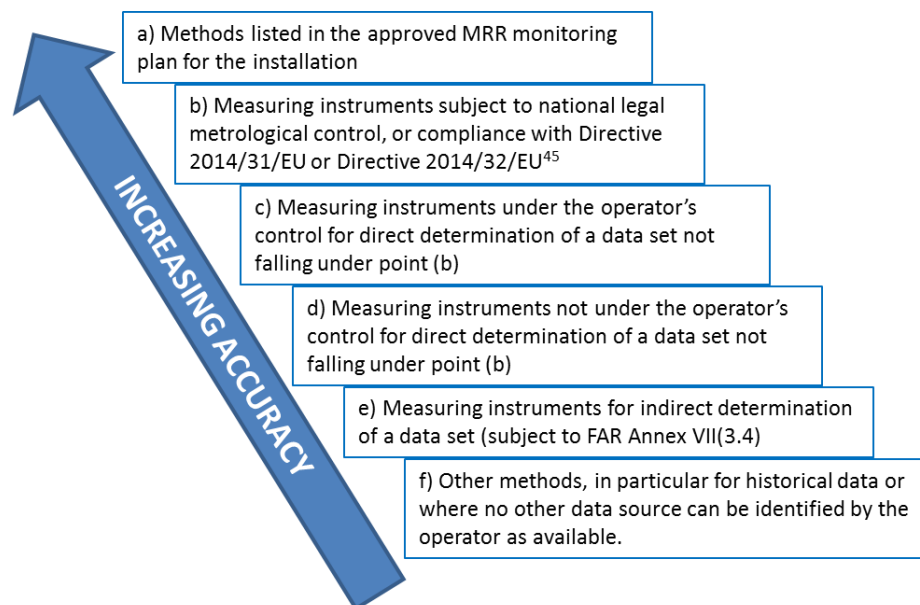 a) Methods listed in the approved MRR monitoring
plan for the installation
b) Measuring instruments subject to national legal
metrological control, or compliance with Directive
2014/31/EU or Directive 2014/32/EU45
c) Measuring instruments under the operator’s
control for direct determination of a data set not
falling under point (b)
d) Measuring instruments not under the operator’s
control for direct determination of a data set not
falling under point (b)
e) Measuring instruments for indirect determination
of a data set (subject to FAR Annex VII(3.4)
f) Other methods, in particular for historical data or
where no other data source can be identified by the
operator as available.
INCREASING ACCURACY